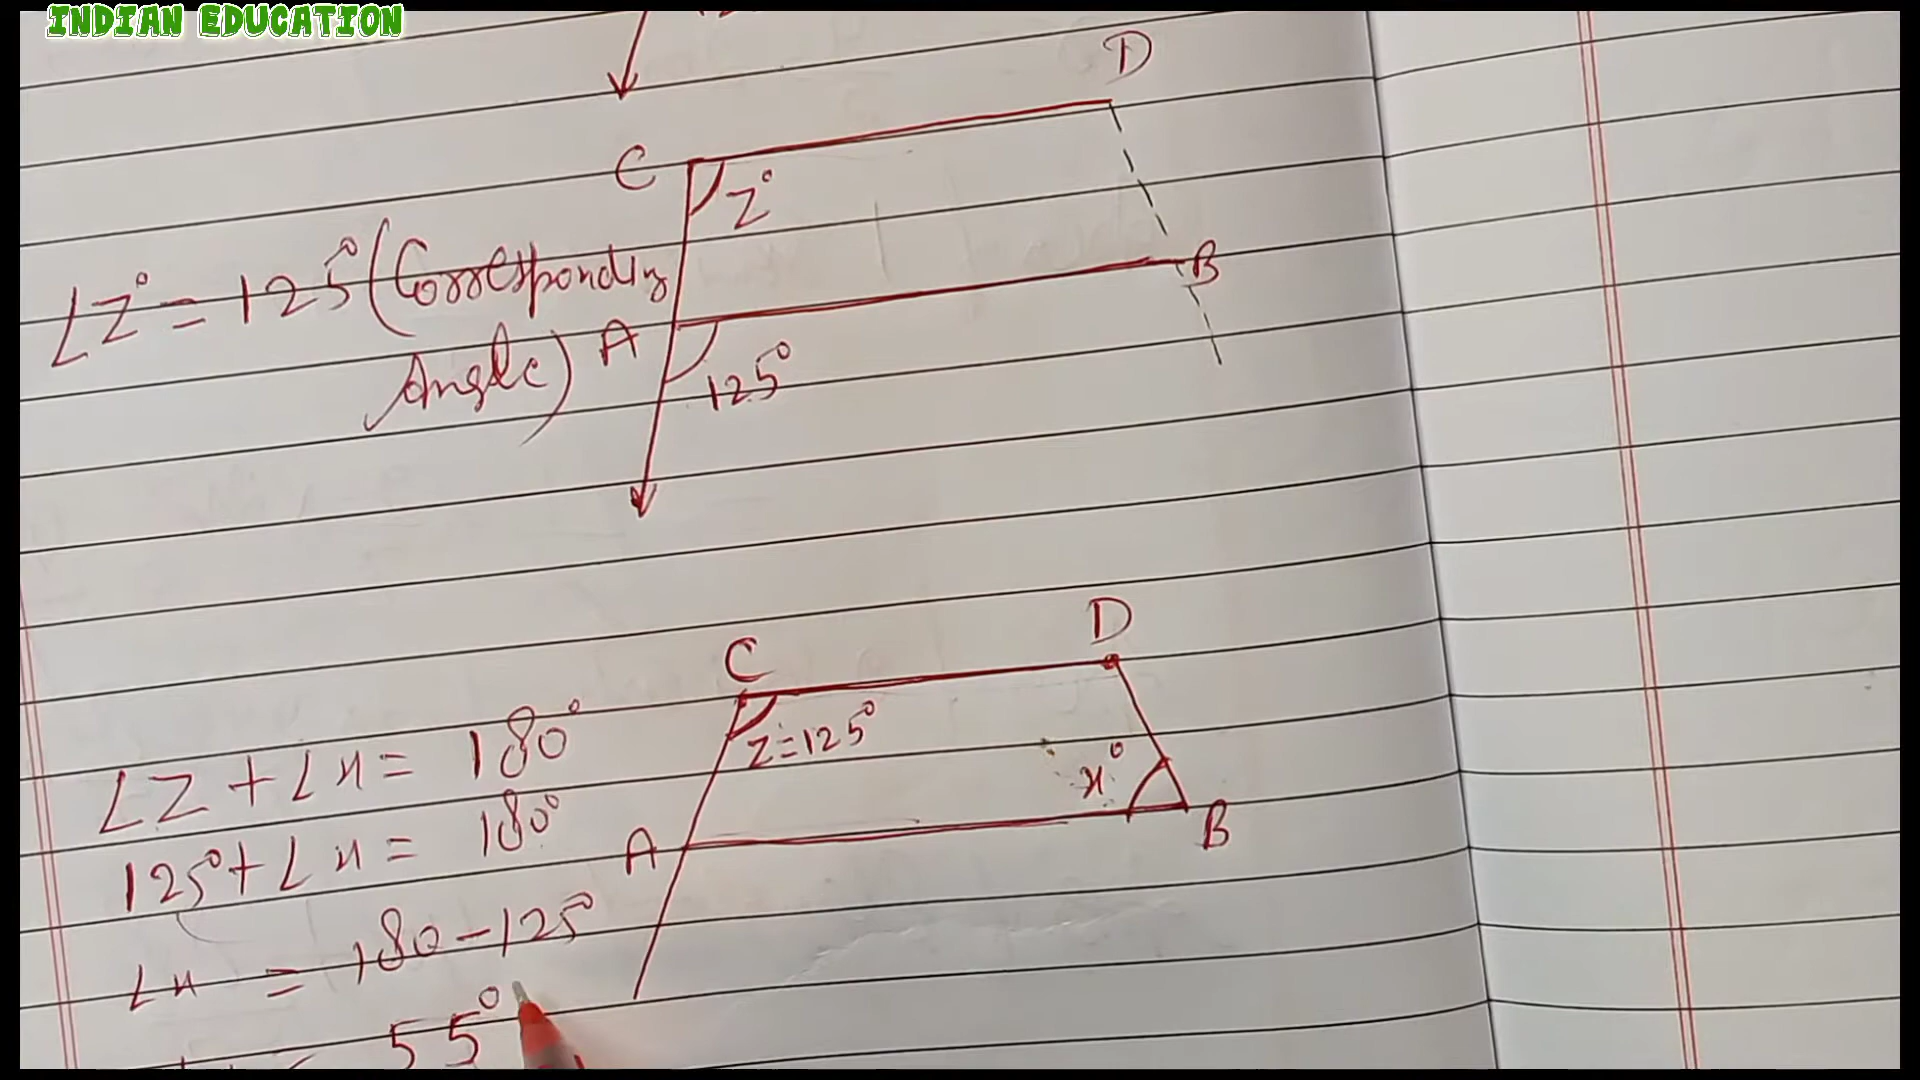 INDIAN EDUCATION
D
C
Z°
∠Z° = 125° (Corresponding
B
Angle)
A
125°
D
C
Z=125°
∠Z + ∠x = 180°
x°
B
A
125° + ∠x = 180°
∠x = 180 - 125°
= 55°